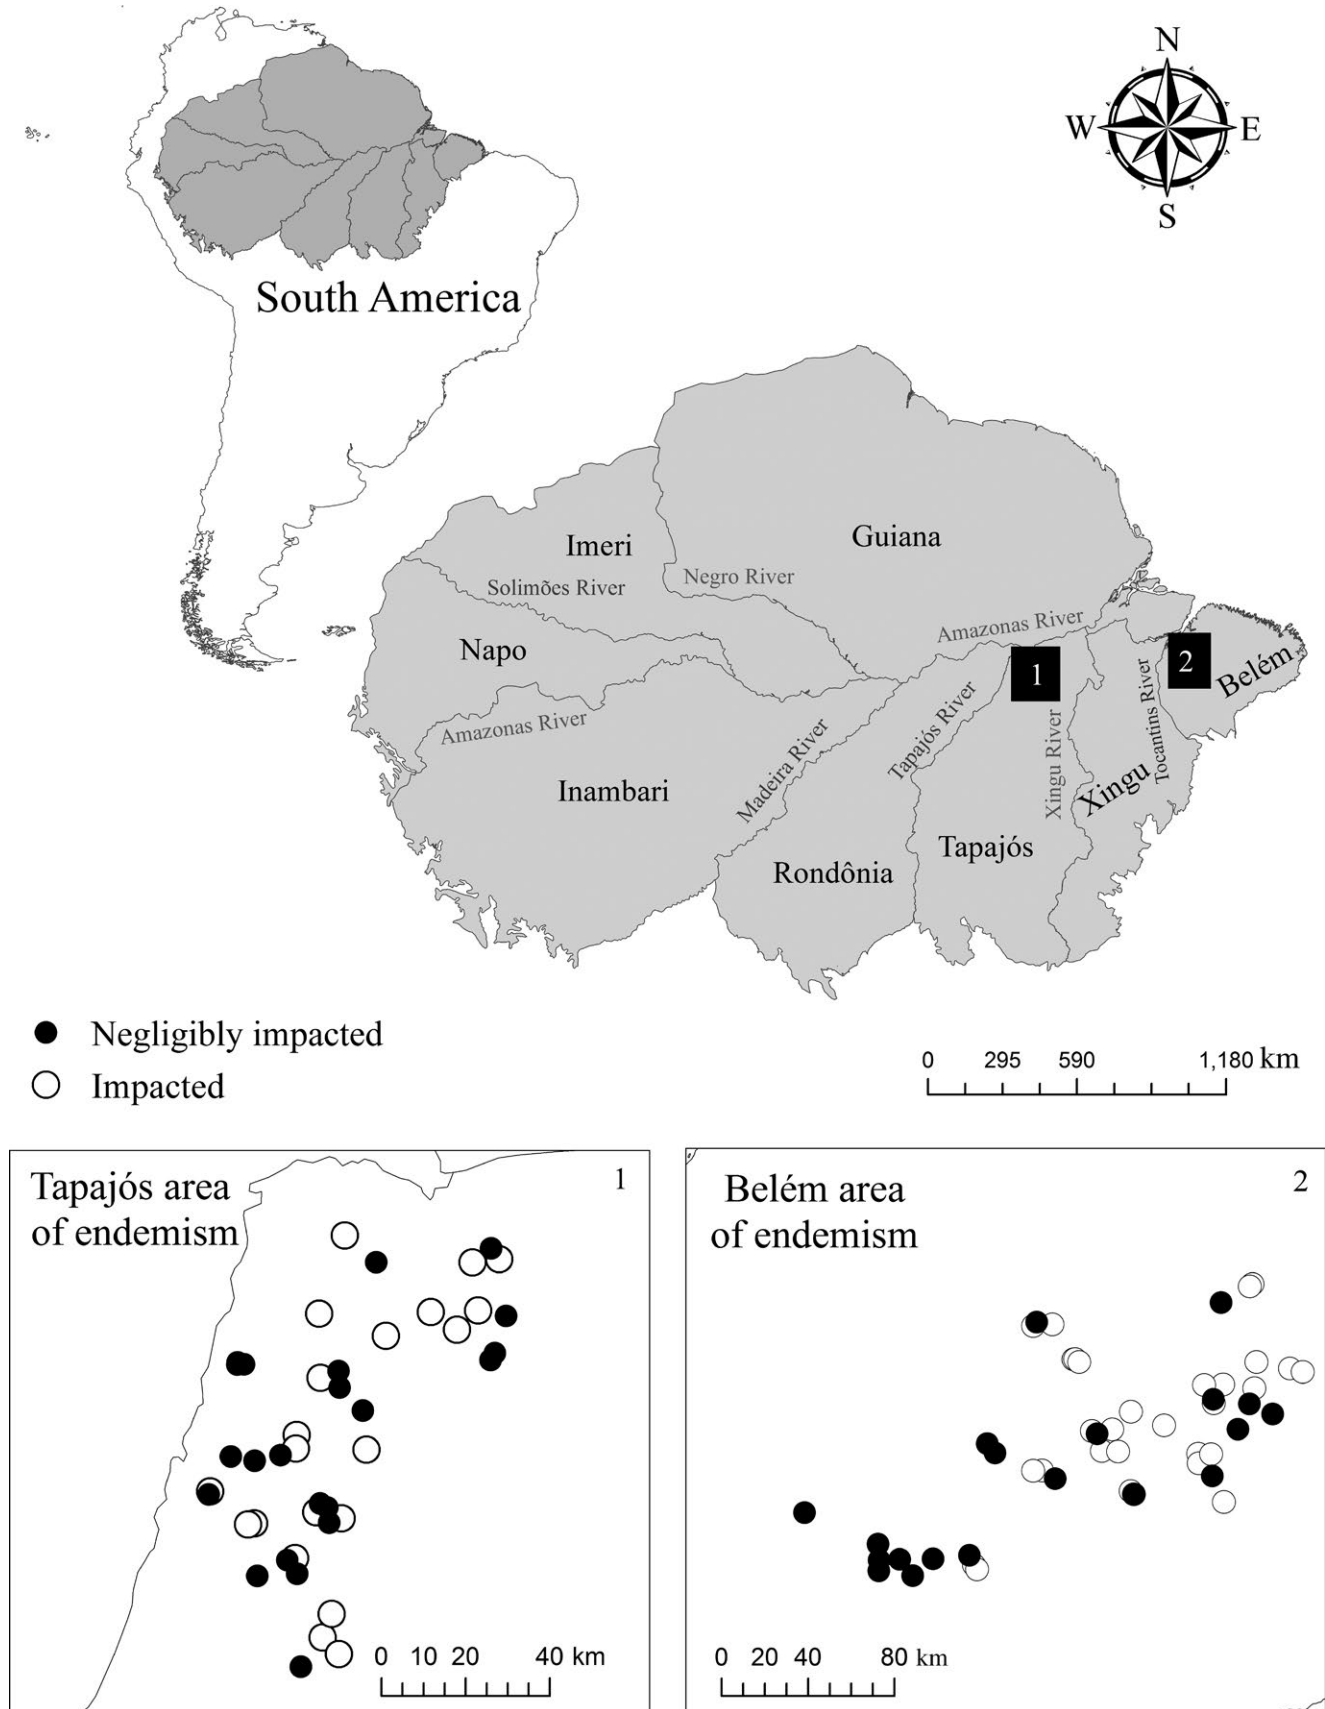 N
W
E
S
South America
Imeri
Guiana
Solimões River
Negro River
Amazonas River
Napo
1
2
Belém
Amazonas River
Tapajós River
Madeira River
Xingu River
Tocantins River
Xingu
Inambari
Tapajós
Rondônia
Negligibly impacted
Impacted
0 295 590 1,180 km
Tapajós area
of endemism
1
0 10 20 40 km
Belém area
of endemism
2
0 40 80 km